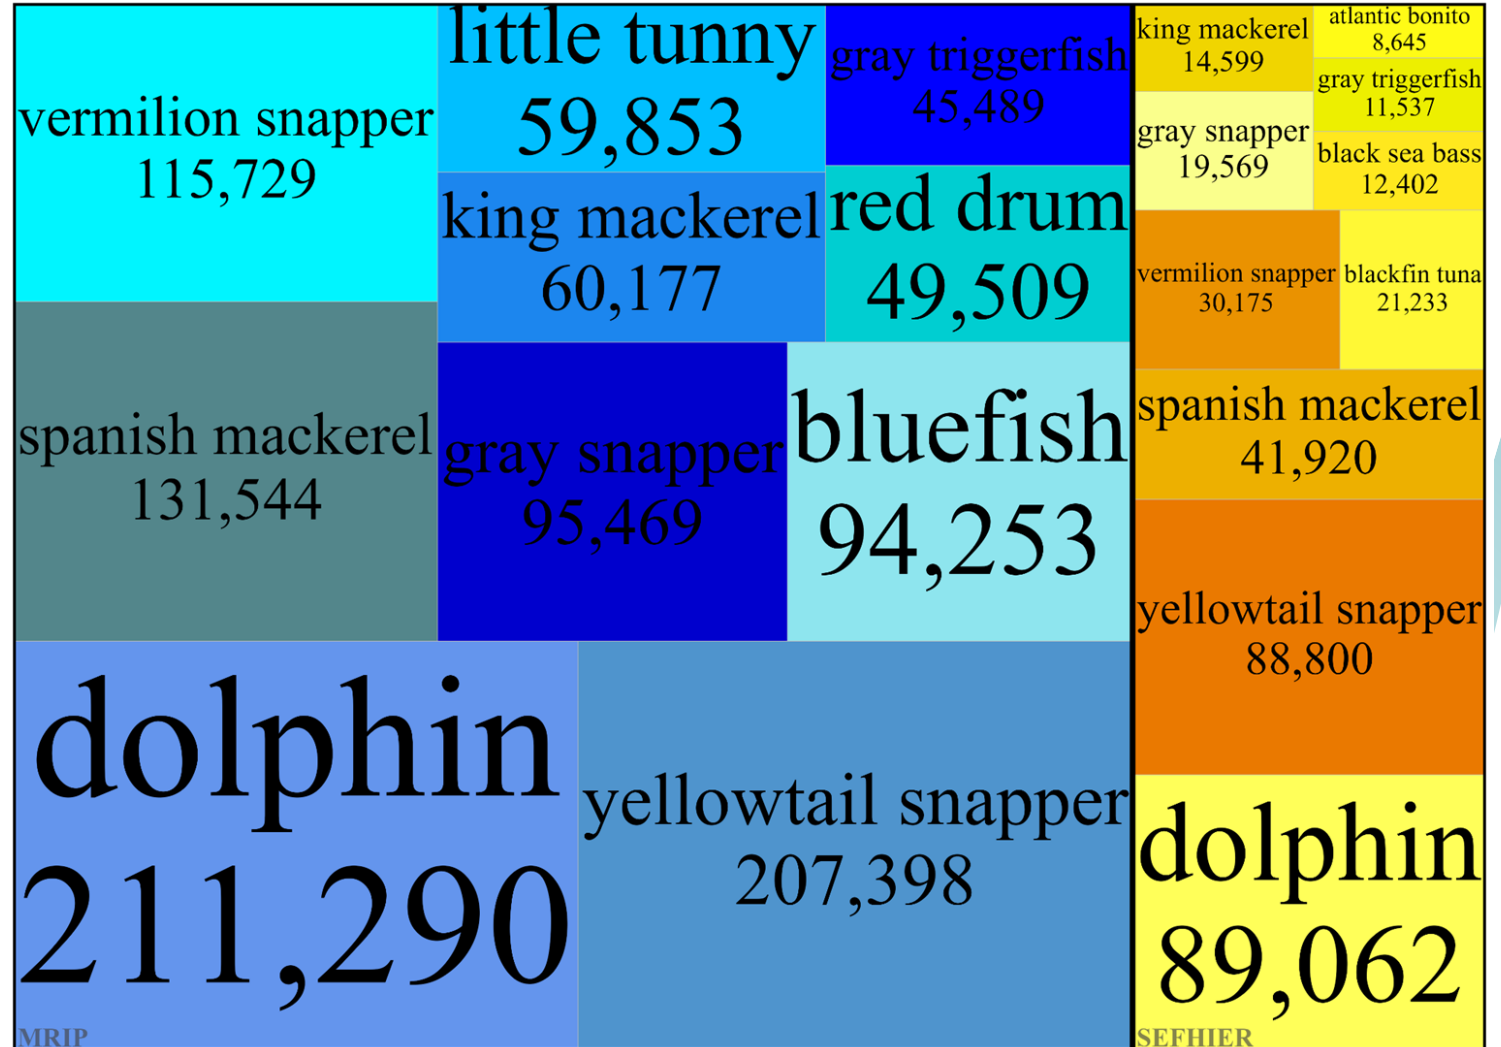 vermilion snapper
115,729
little tunny
59,853
gray triggerfish
45,489
king mackerel
60,177
red drum
49,509
spanish mackerel
131,544
gray snapper
95,469
bluefish
94,253
dolphin
211,290
yellowtail snapper
207,398
MRIP
king mackerel
14,599
atlantic bonito
8,645
gray triggerfish
11,537
gray snapper
19,569
black sea bass
12,402
vermilion snapper
30,175
blackfin tuna
21,233
spanish mackerel
41,920
yellowtail snapper
88,800
dolphin
89,062
SEFHIER